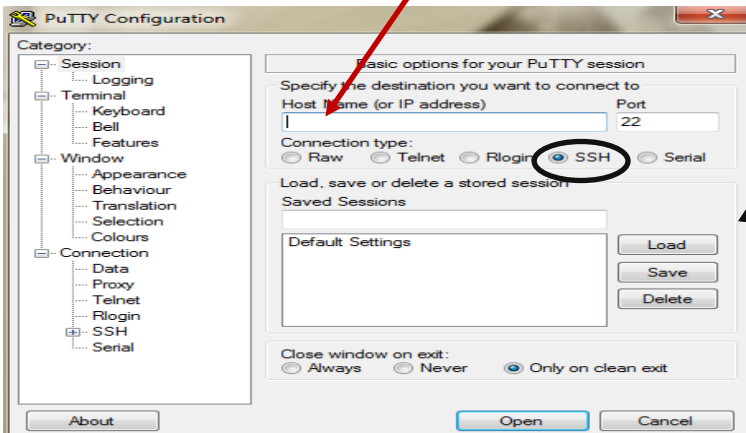 PuTTY Configuration
Category:
Session
Logging
Terminal
Keyboard
Bell
Features
Window
Appearance
Behaviour
Translation
Selection
Colours
Connection
Data
Proxy
Telnet
Rlogin
SSH
Serial
Basic options for your PuTTY session
Specify the destination you want to connect to
Host Name (or IP address) Port
22
Connection type:
Raw Telnet Rlogin SSH Serial
Load, save or delete a stored session
Saved Sessions
Default Settings
Load
Save
Delete
Close window on exit:
Always Never Only on clean exit
About Open Cancel